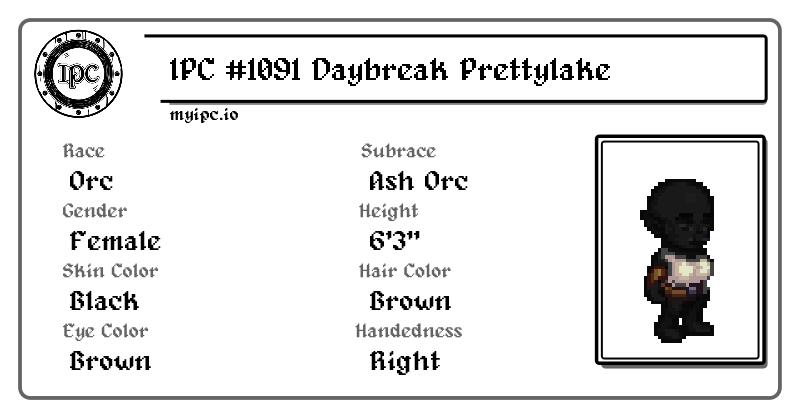 IPC
IPC #1091 Daybreak Prettylake
myipc.io
Race
Orc
Subrace
Ash Orc
Gender
Female
Height
6'3"
Skin Color
Black
Hair Color
Brown
Eye Color
Brown
Handedness
Right